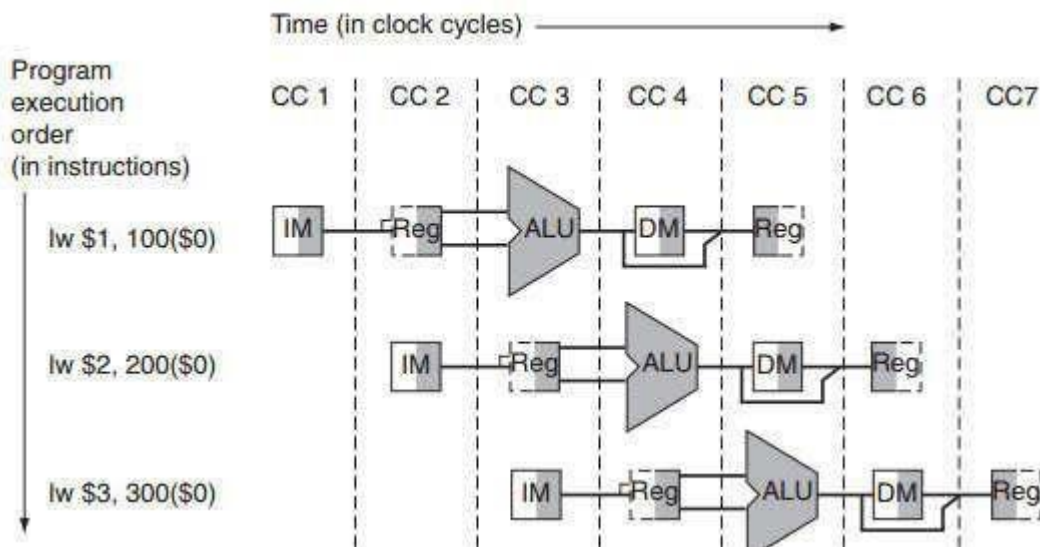 Time (in clock cycles)
Program
execution
order
(in instructions)
CC 1 CC 2 CC 3 CC 4 CC 5 CC 6 CC7
lw $1, 100($0) IM Reg ALU DM Reg
lw $2, 200($0) IM Reg ALU DM Reg
lw $3, 300($0) IM Reg ALU DM Reg